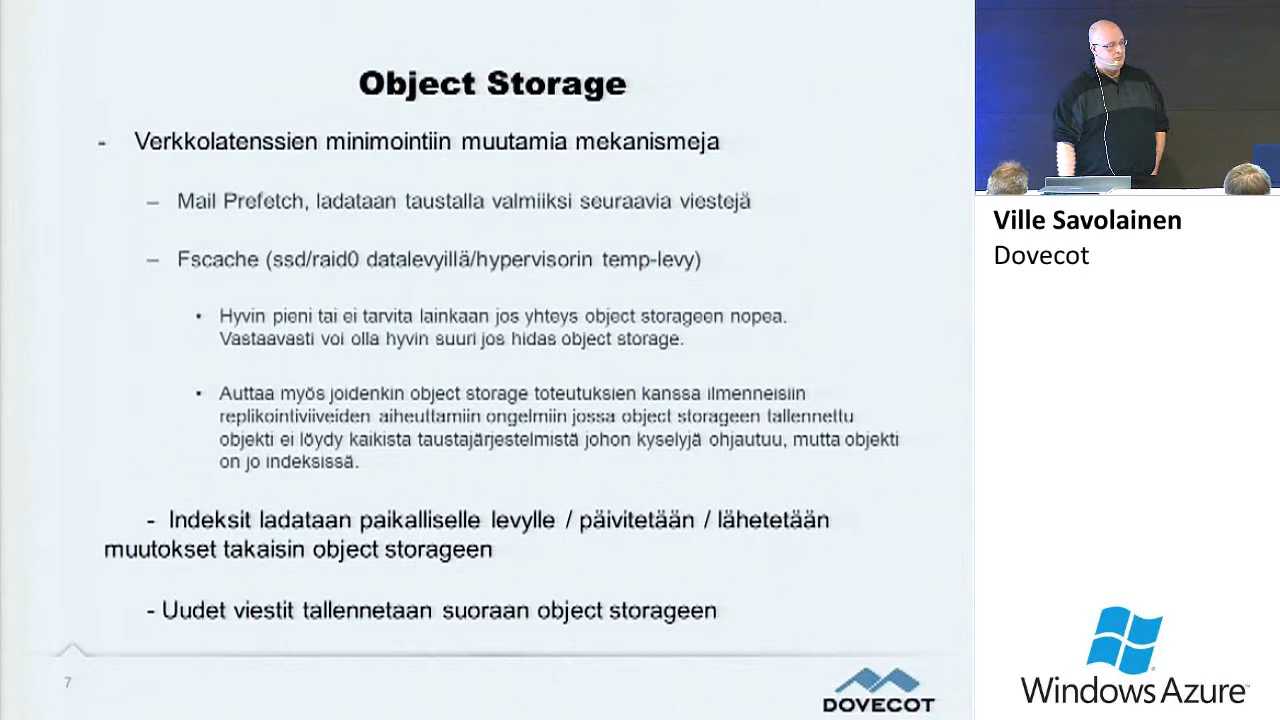 Object Storage
- Verkkolatenssien minimointiin muutamia mekanismeja
– Mail Prefetch, ladataan taustalla valmiiksi seuraavia viestejä
– Fscache (ssd/raid0 datalevyillä/hypervisorin temp-levy)
• Hyvin pieni tai ei tarvita lainkaan jos yhteys object storageen nopea.
Vastaavasti voi olla hyvin suuri jos hidas object storage.
• Auttaa myös joidenkin object storage toteutuksien kanssa ilmenneisiin
replikointiviiveiden aiheuttamiin ongelmiin jossa object storageen tallennettu
objekti ei löydy kaikista taustajärjestelmistä johon kyselyjä ohjautuu, mutta objekti
on jo indeksissä.
- Indeksit ladataan paikalliselle levylle / päivitetään / lähetetään
muutokset takaisin object storageen
- Uudet viestit tallennetaan suoraan object storageen
7
DOVECOT
Ville Savolainen
Dovecot
Windows Azure